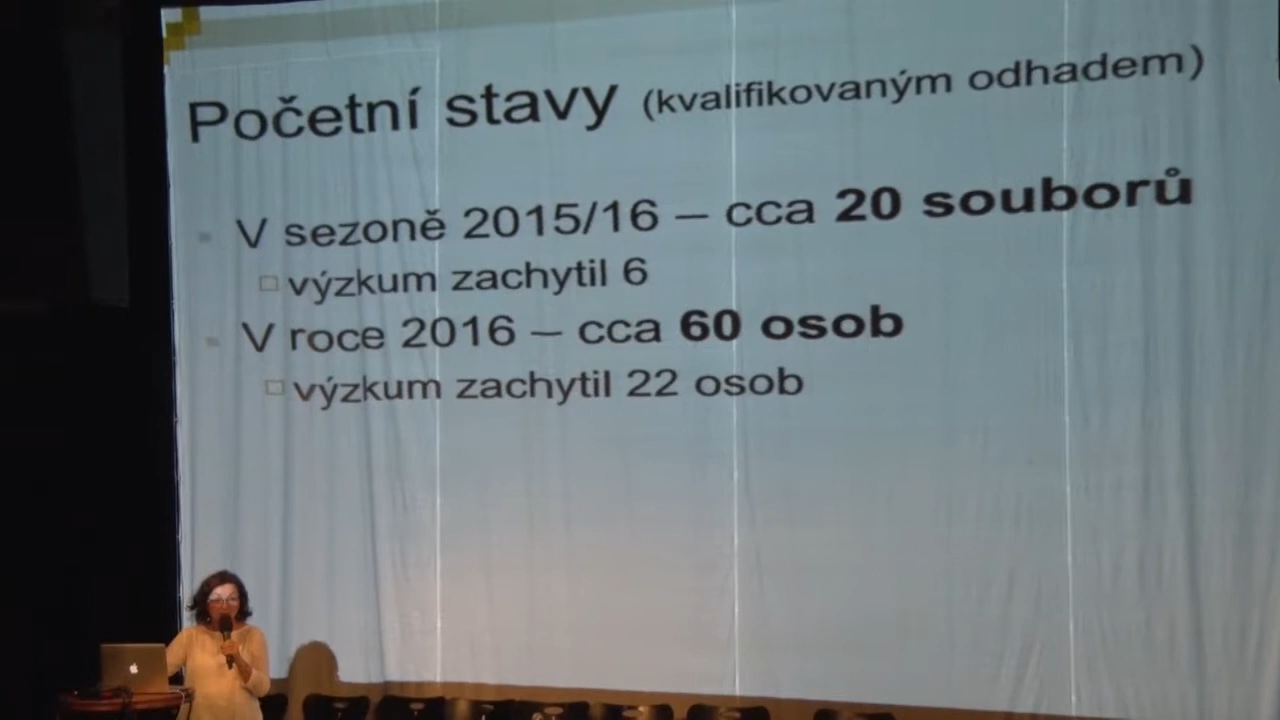 Početní stavy (kvalifikovaným odhadem)
V sezoně 2015/16 – cca 20 souborů
výzkum zachytil 6
V roce 2016 – cca 60 osob
výzkum zachytil 22 osob